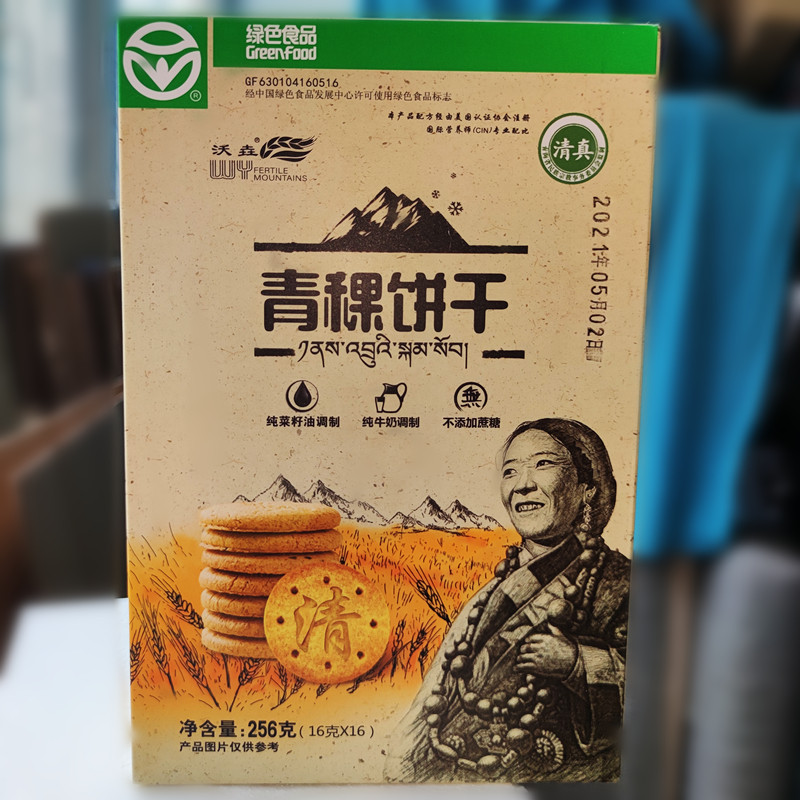 绿色食品
Greenfood
GF630104160516
经中国绿色食品发展中心许可使用绿色食品标志
本产品配方经由美国认证协会注册
国际营养师(CIN)专业配比
沃垚®
WY FERTILE
MOUNTAINS
清真
2021年05月02日
青稞饼干
།ནས་འབྲུའི་སྐམ་སོབ།
纯菜籽油调制
纯牛奶调制
無
不添加蔗糖
清
净含量:256克(16克X16)
产品图片仅供参考